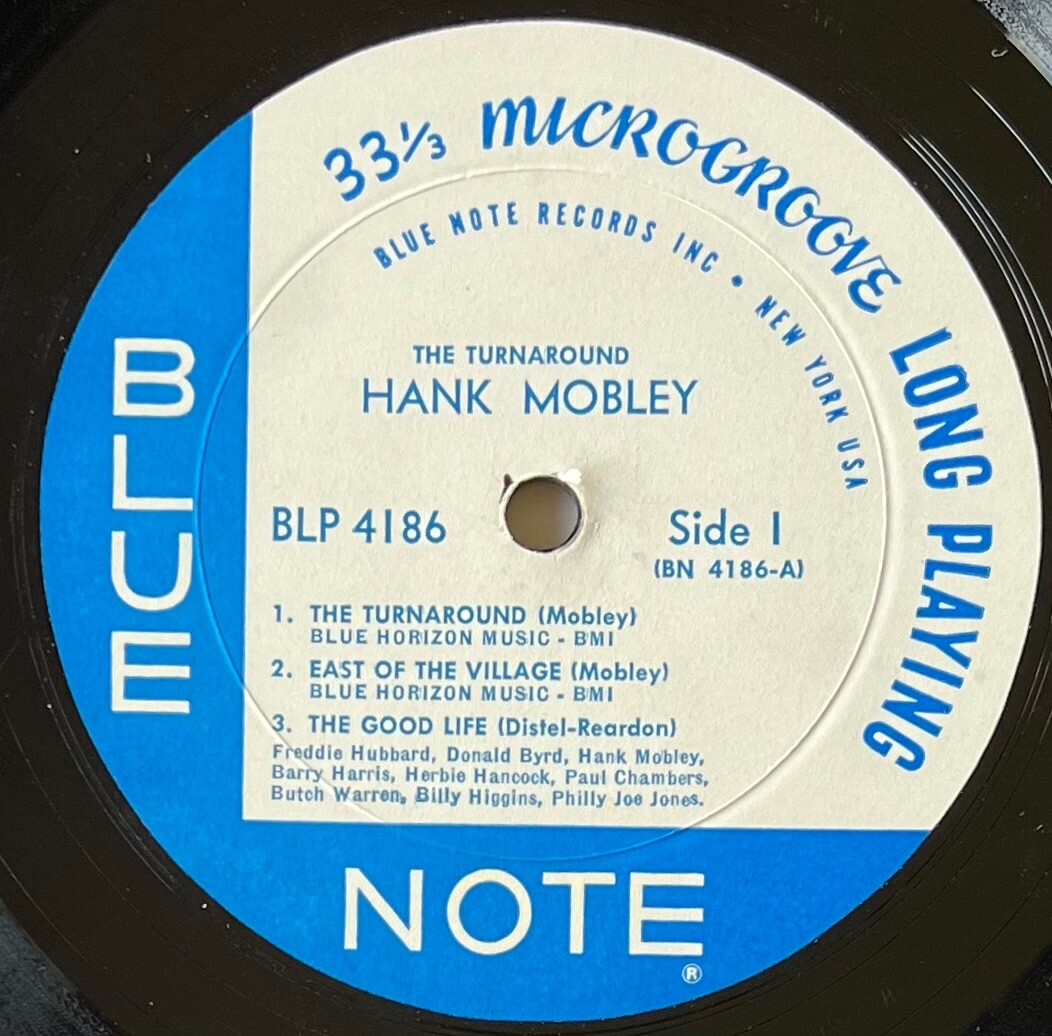 33⅓ MICROGROOVE LONG PLAYING
BLUE NOTE RECORDS INC • NEW YORK USA
THE TURNAROUND
HANK MOBLEY
BLP 4186
Side 1
(BN 4186-A)
1. THE TURNAROUND (Mobley)
BLUE HORIZON MUSIC - BMI
2. EAST OF THE VILLAGE (Mobley)
BLUE HORIZON MUSIC - BMI
3. THE GOOD LIFE (Distel-Reardon)
Freddie Hubbard, Donald Byrd, Hank Mobley,
Barry Harris, Herbie Hancock, Paul Chambers,
Butch Warren, Billy Higgins, Philly Joe Jones.
BLUE
NOTE
®